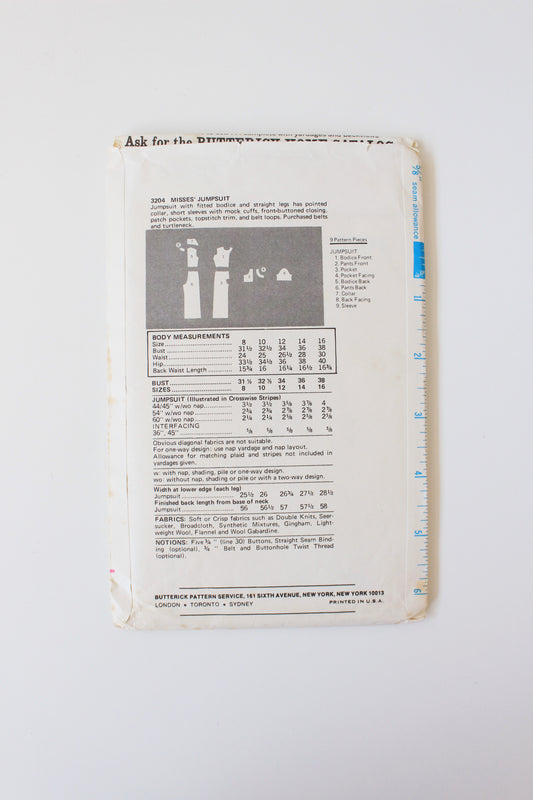 Ask for the BUTTERICK HOME CATALOG
3204 MISSES' JUMPSUIT
Jumpsuit with fitted bodice and straight legs has pointed
collar, short sleeves with mock cuffs, front-buttoned closing,
patch pockets, topstitch trim, and belt loops. Purchased belts
and turtleneck.
9 Pattern Pieces
JUMPSUIT
1. Bodice Front
2. Pants Front
3. Pocket
4. Pocket Facing
5. Bodice Back
6. Pants Back
7. Collar
8. Back Facing
9. Sleeve
BODY MEASUREMENTS
Size 8 10 12 14 16
Bust 31½ 32½ 34 36 38
Waist 24 25 26½ 28 30
Hip 33½ 34½ 36 38 40
Back Waist Length 15¾ 16 16¼ 16½ 16¾
BUST 31 ½ 32 ½ 34 36 38
SIZES 8 10 12 14 16
JUMPSUIT (Illustrated in Crosswise Stripes)
44/45" w/wo nap 3½ 3½ 3⅝ 3⅞ 4
54" w/wo nap 2¾ 2¾ 2⅞ 2⅞ 2⅞
60" w/wo nap 2¼ 2¼
INTERFACING
36", 45" ⅝ ⅝ ⅝ ⅝ ⅝
Obvious diagonal fabrics are not suitable.
For one-way design: use nap yardage and nap layout.
Allowance for matching plaid and stripes not included in
yardages given.
w: with nap, shading, pile or one-way design.
wo: without nap, shading or pile or with a two-way design.
Width at lower edge (each leg)
Jumpsuit 25½ 26 26¾ 27½ 28½
Finished back length from base of neck
Jumpsuit 56 56½ 57 57½ 58
FABRICS: Soft or Crisp fabrics such as Double Knits, Seer-
sucker, Broadcloth, Synthetic Mixtures, Gingham, Light-
weight Wool, Flannel and Wool Gabardine.
NOTIONS: Five ¾ " (line 30) Buttons, Straight Seam Bind-
ing (optional), ¾ " Belt and Buttonhole Twist Thread
(optional).
BUTTERICK PATTERN SERVICE, 161 SIXTH AVENUE, NEW YORK, NEW YORK 10013
LONDON • TORONTO • SYDNEY PRINTED IN U.S.A.
⅝" seam allowance
1
2
3
4
5
6